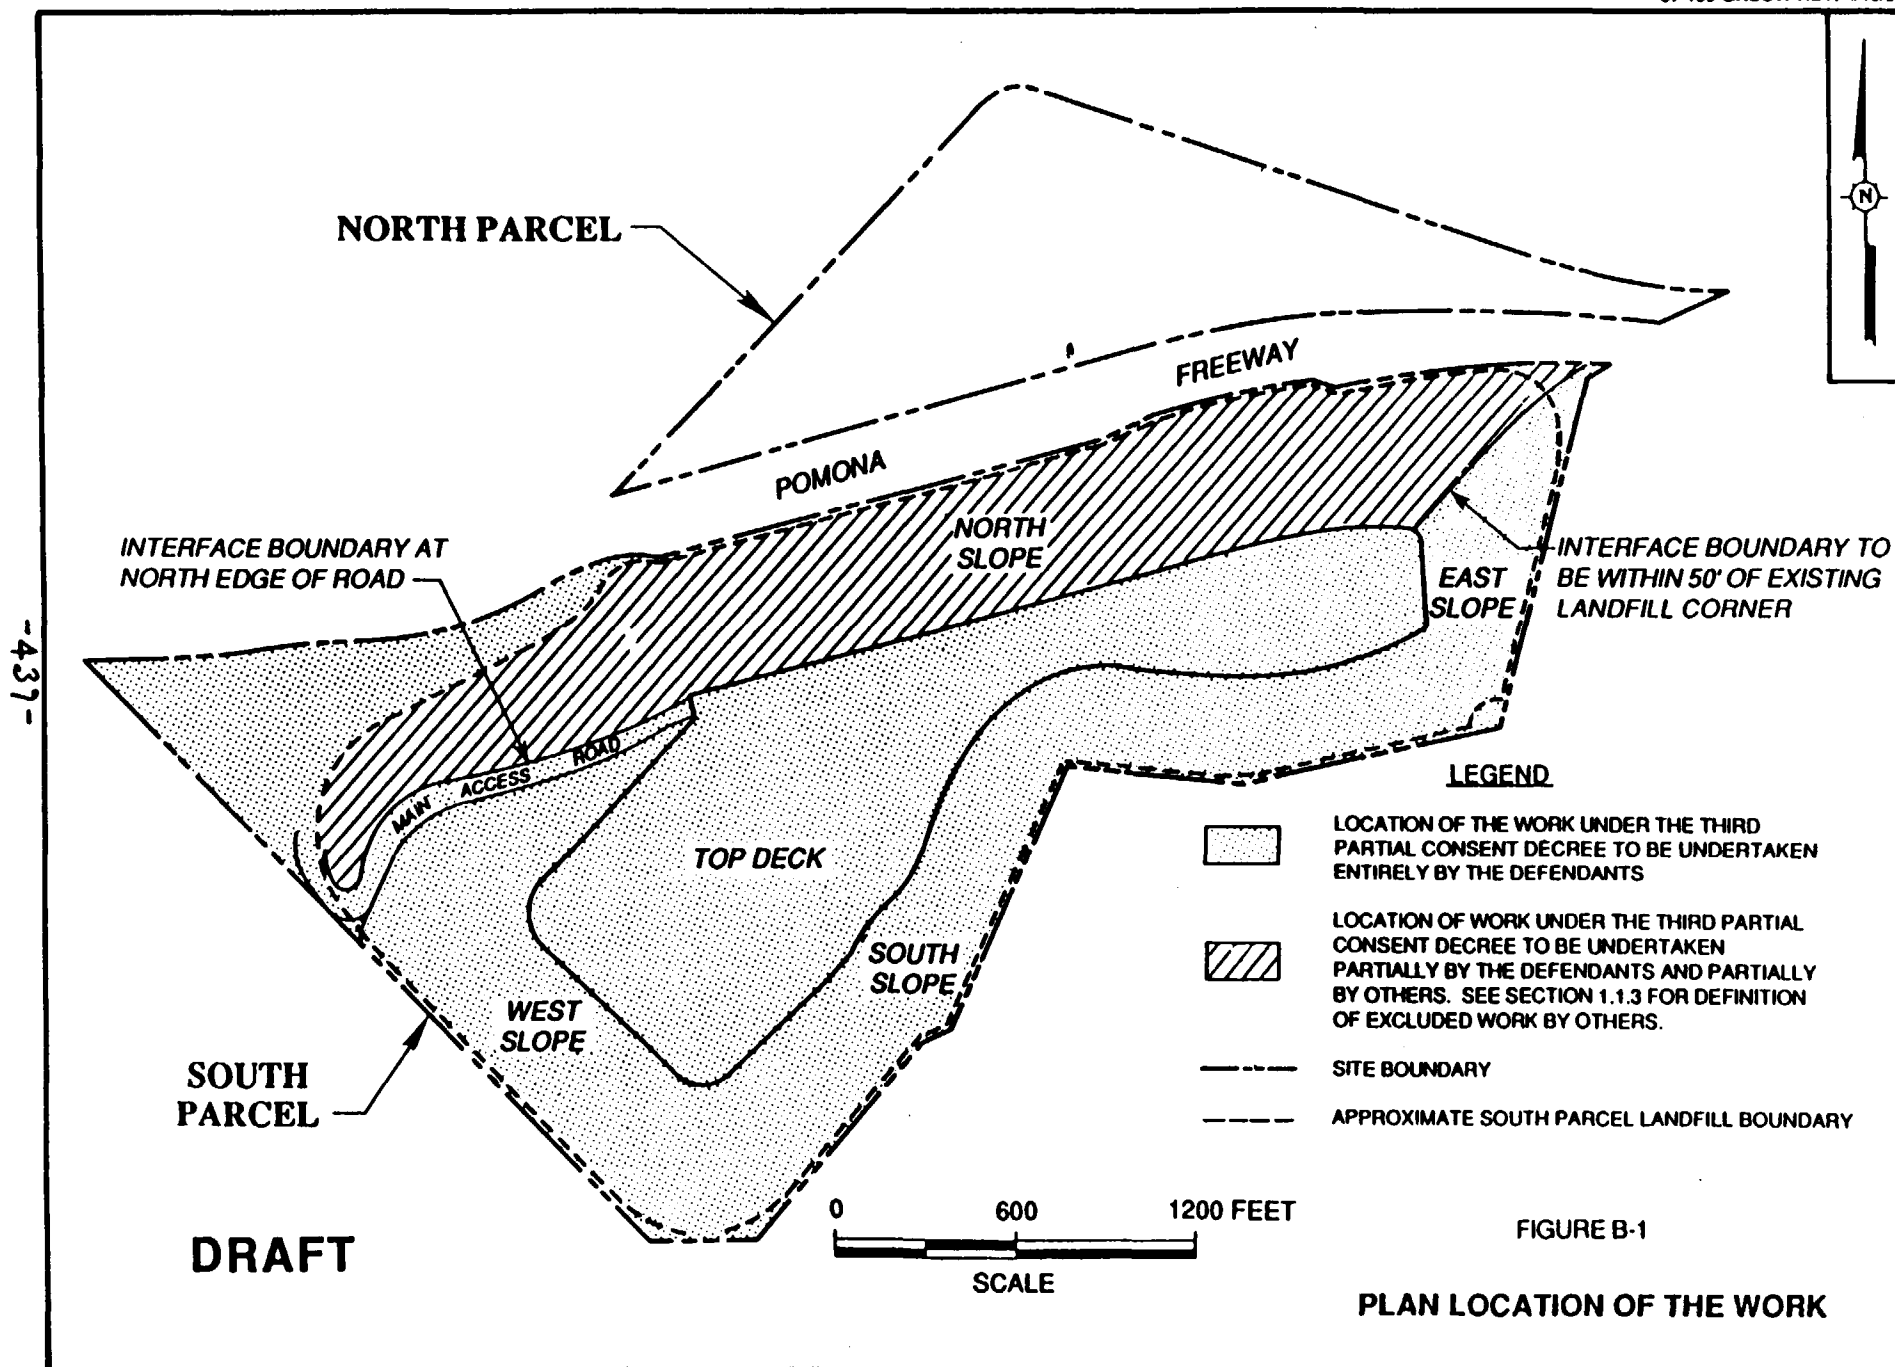 N
NORTH PARCEL
FREEWAY
POMONA
NORTH
SLOPE
INTERFACE BOUNDARY AT
NORTH EDGE OF ROAD
INTERFACE BOUNDARY TO
BE WITHIN 50' OF EXISTING
LANDFILL CORNER
EAST
SLOPE
-439-
MAIN ACCESS ROAD
TOP DECK
SOUTH
SLOPE
WEST
SLOPE
SOUTH
PARCEL
LEGEND
LOCATION OF THE WORK UNDER THE THIRD
PARTIAL CONSENT DECREE TO BE UNDERTAKEN
ENTIRELY BY THE DEFENDANTS
LOCATION OF WORK UNDER THE THIRD PARTIAL
CONSENT DECREE TO BE UNDERTAKEN
PARTIALLY BY THE DEFENDANTS AND PARTIALLY
BY OTHERS. SEE SECTION 1.1.3 FOR DEFINITION
OF EXCLUDED WORK BY OTHERS.
SITE BOUNDARY
APPROXIMATE SOUTH PARCEL LANDFILL BOUNDARY
0 600 1200 FEET
SCALE
DRAFT
FIGURE B-1
PLAN LOCATION OF THE WORK